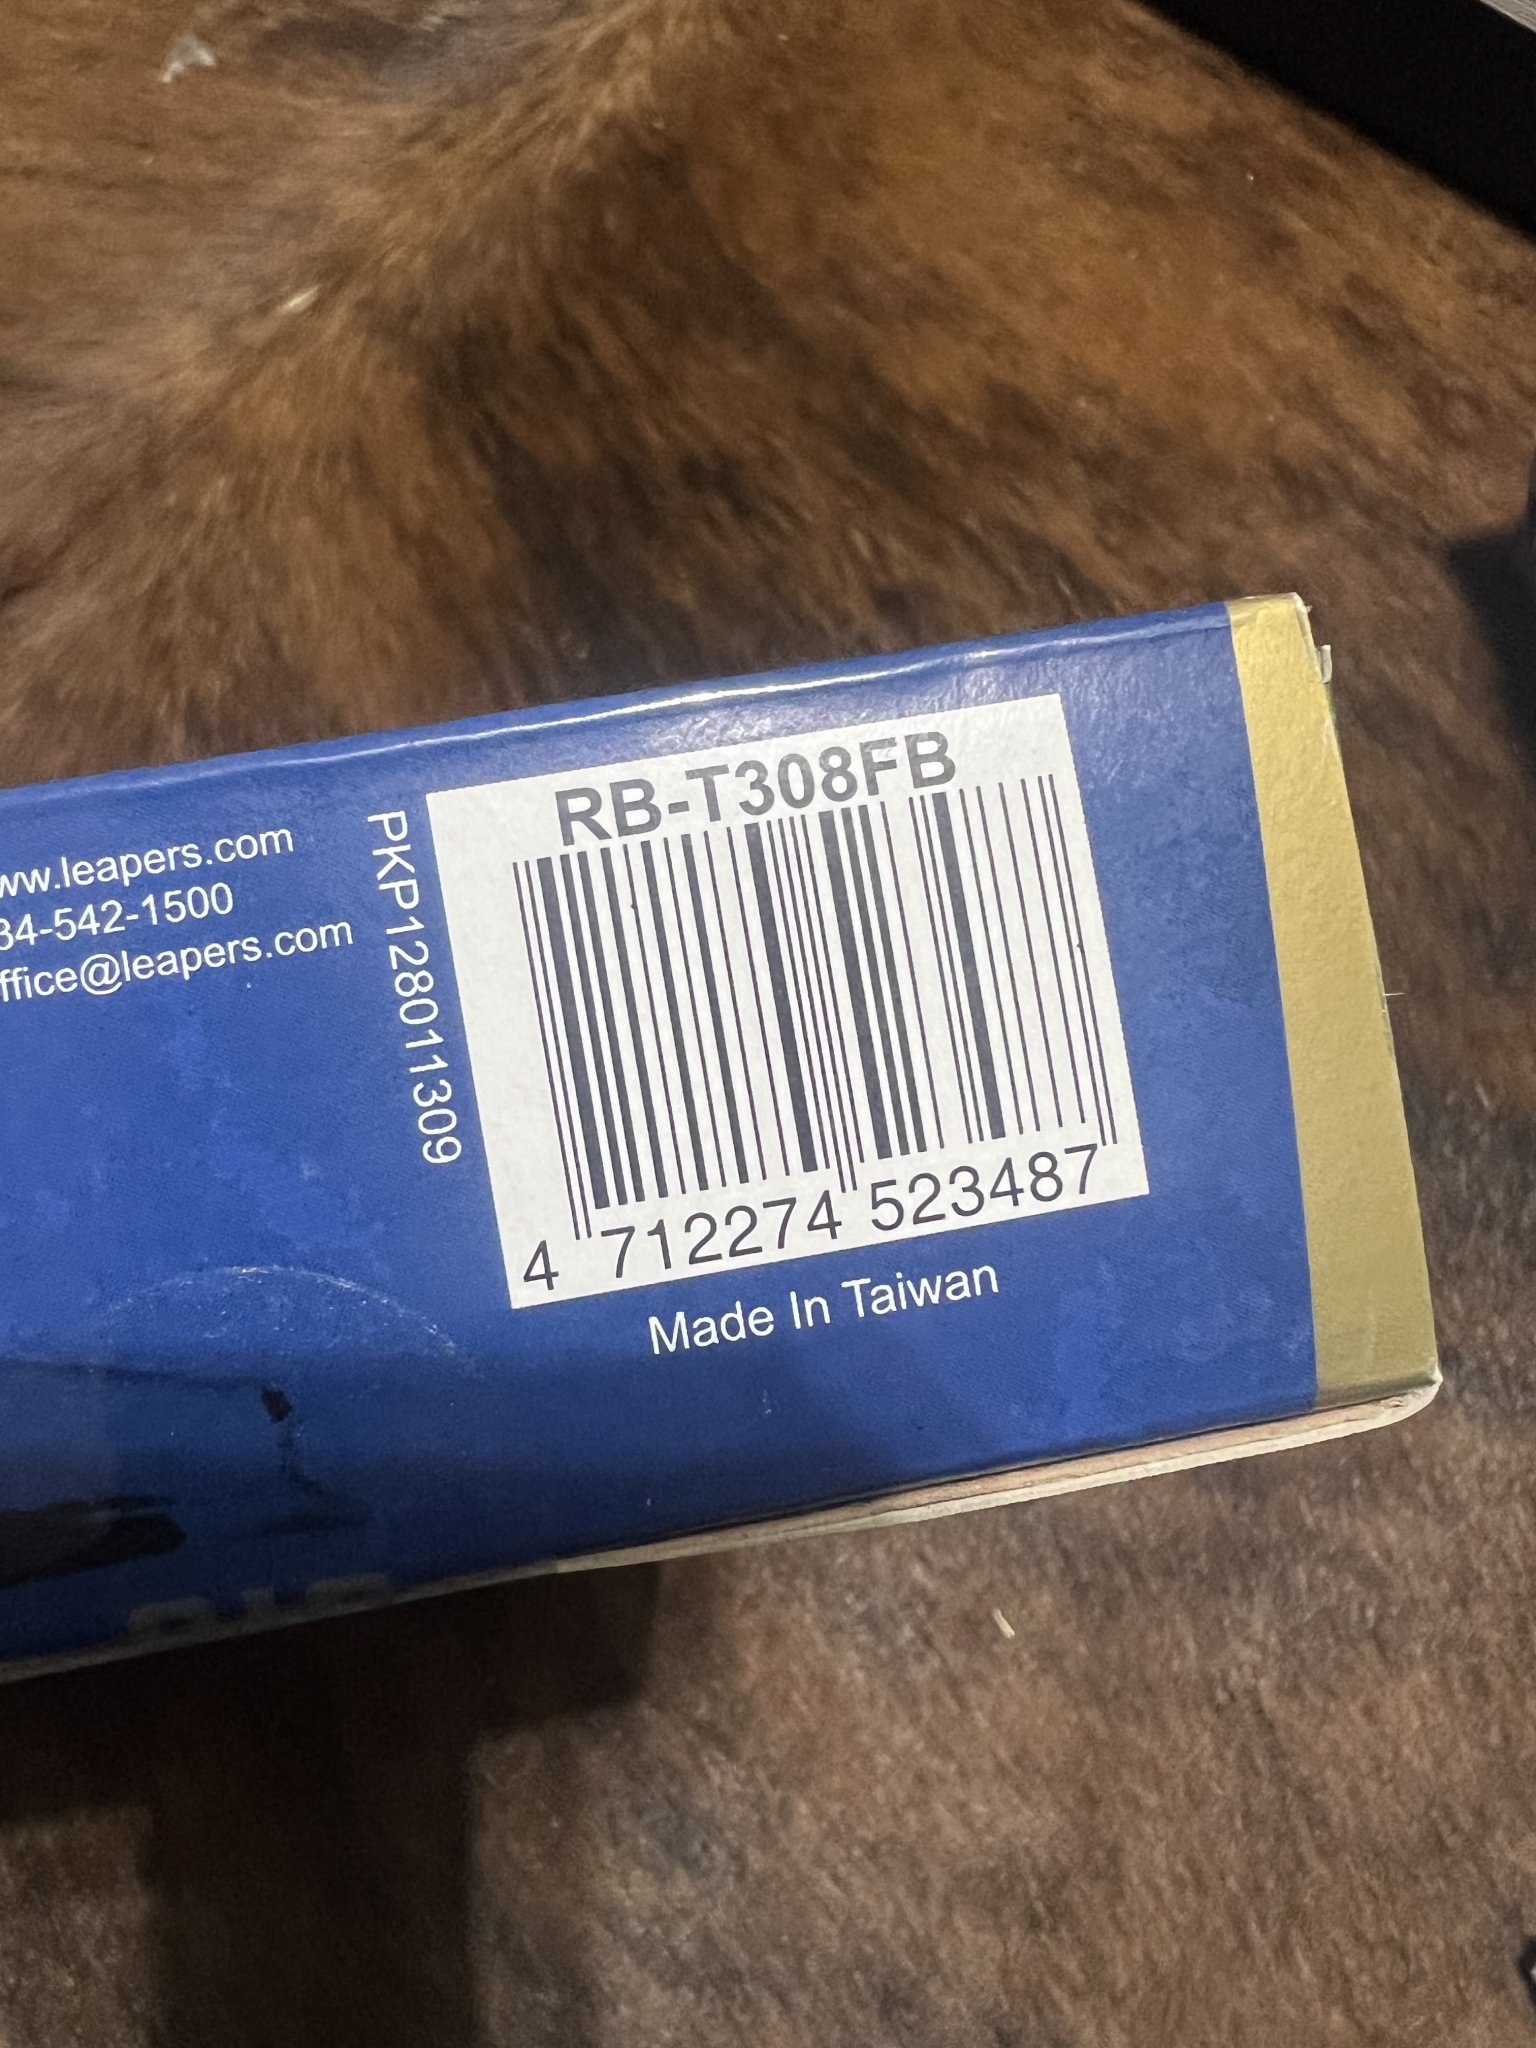 ww.leapers.com
34-542-1500
ffice@leapers.com
PKP128011309
RB-T308FB
4 712274 523487
Made In Taiwan